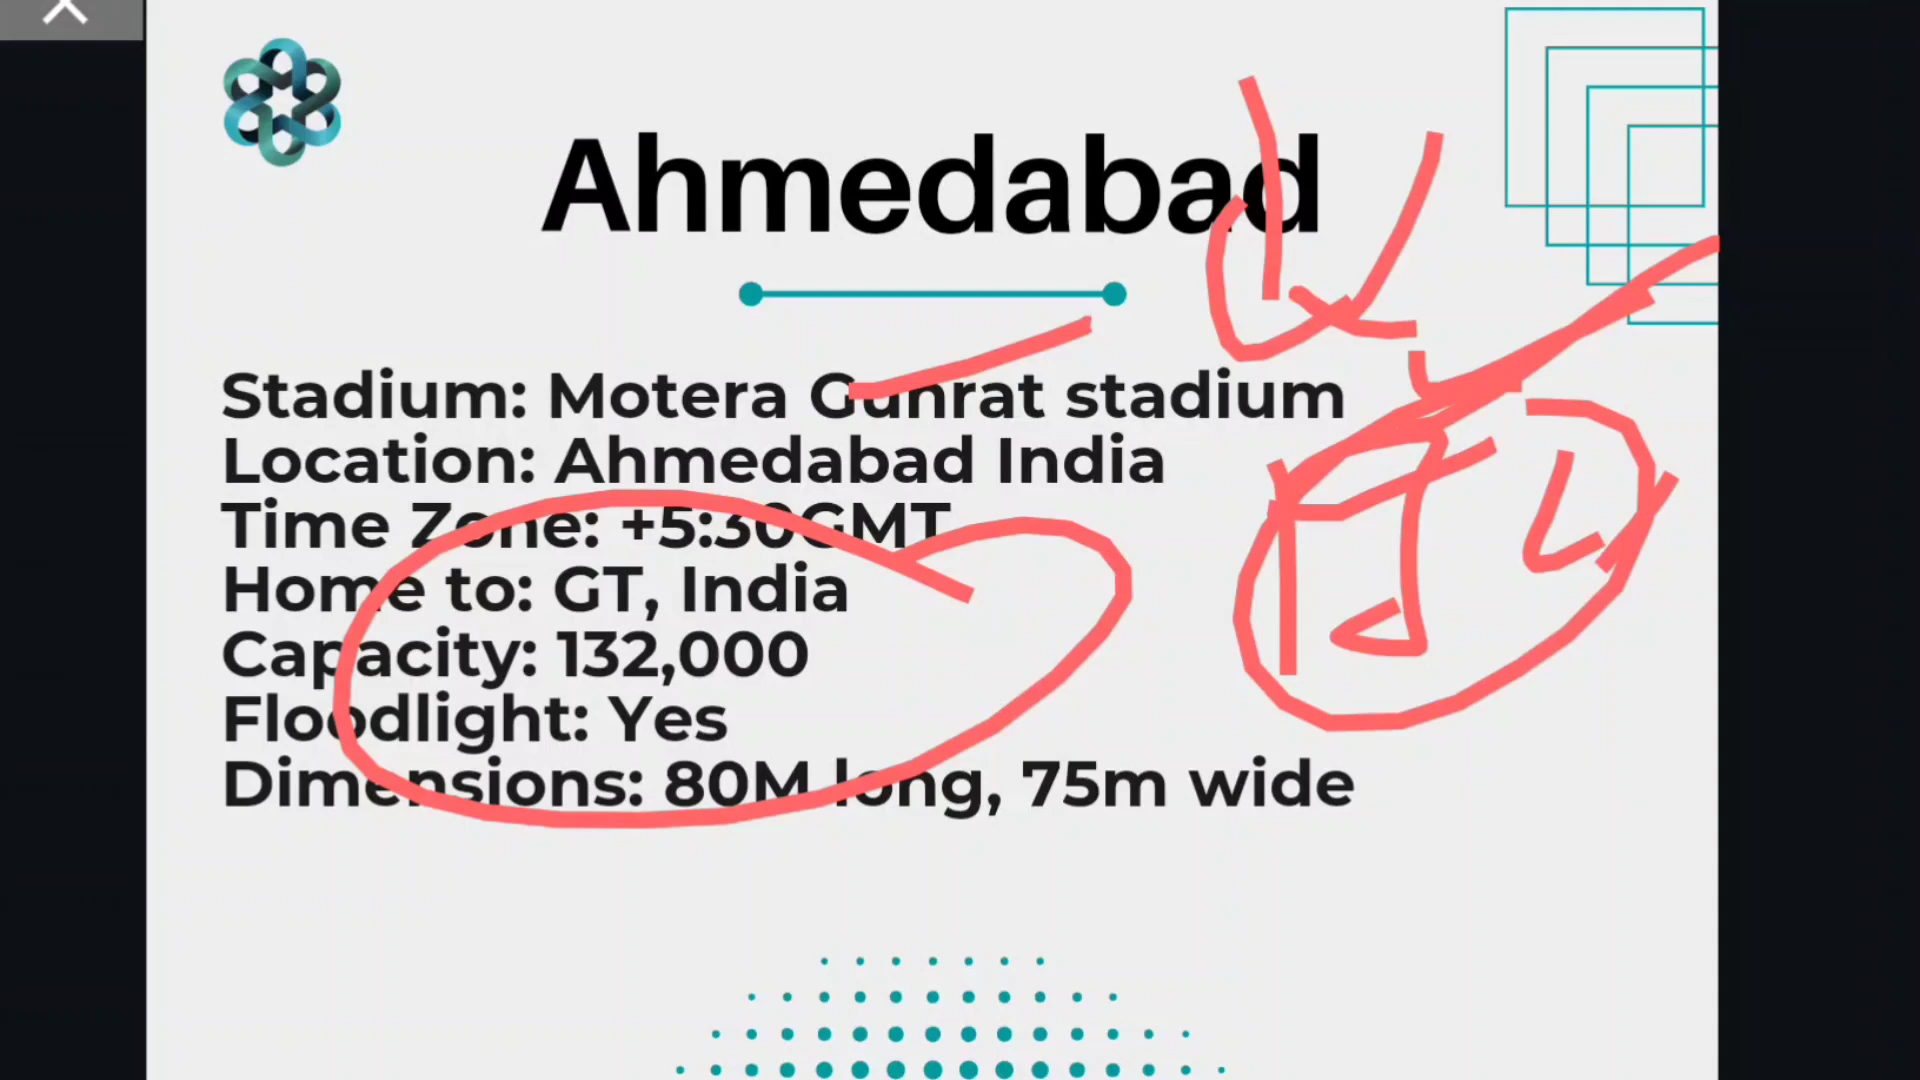 Ahmedabad
Stadium: Motera Gunrat stadium
Location: Ahmedabad India
Time Zone: +5:30GMT
Home to: GT, India
Capacity: 132,000
Floodlight: Yes
Dimensions: 80M long, 75m wide